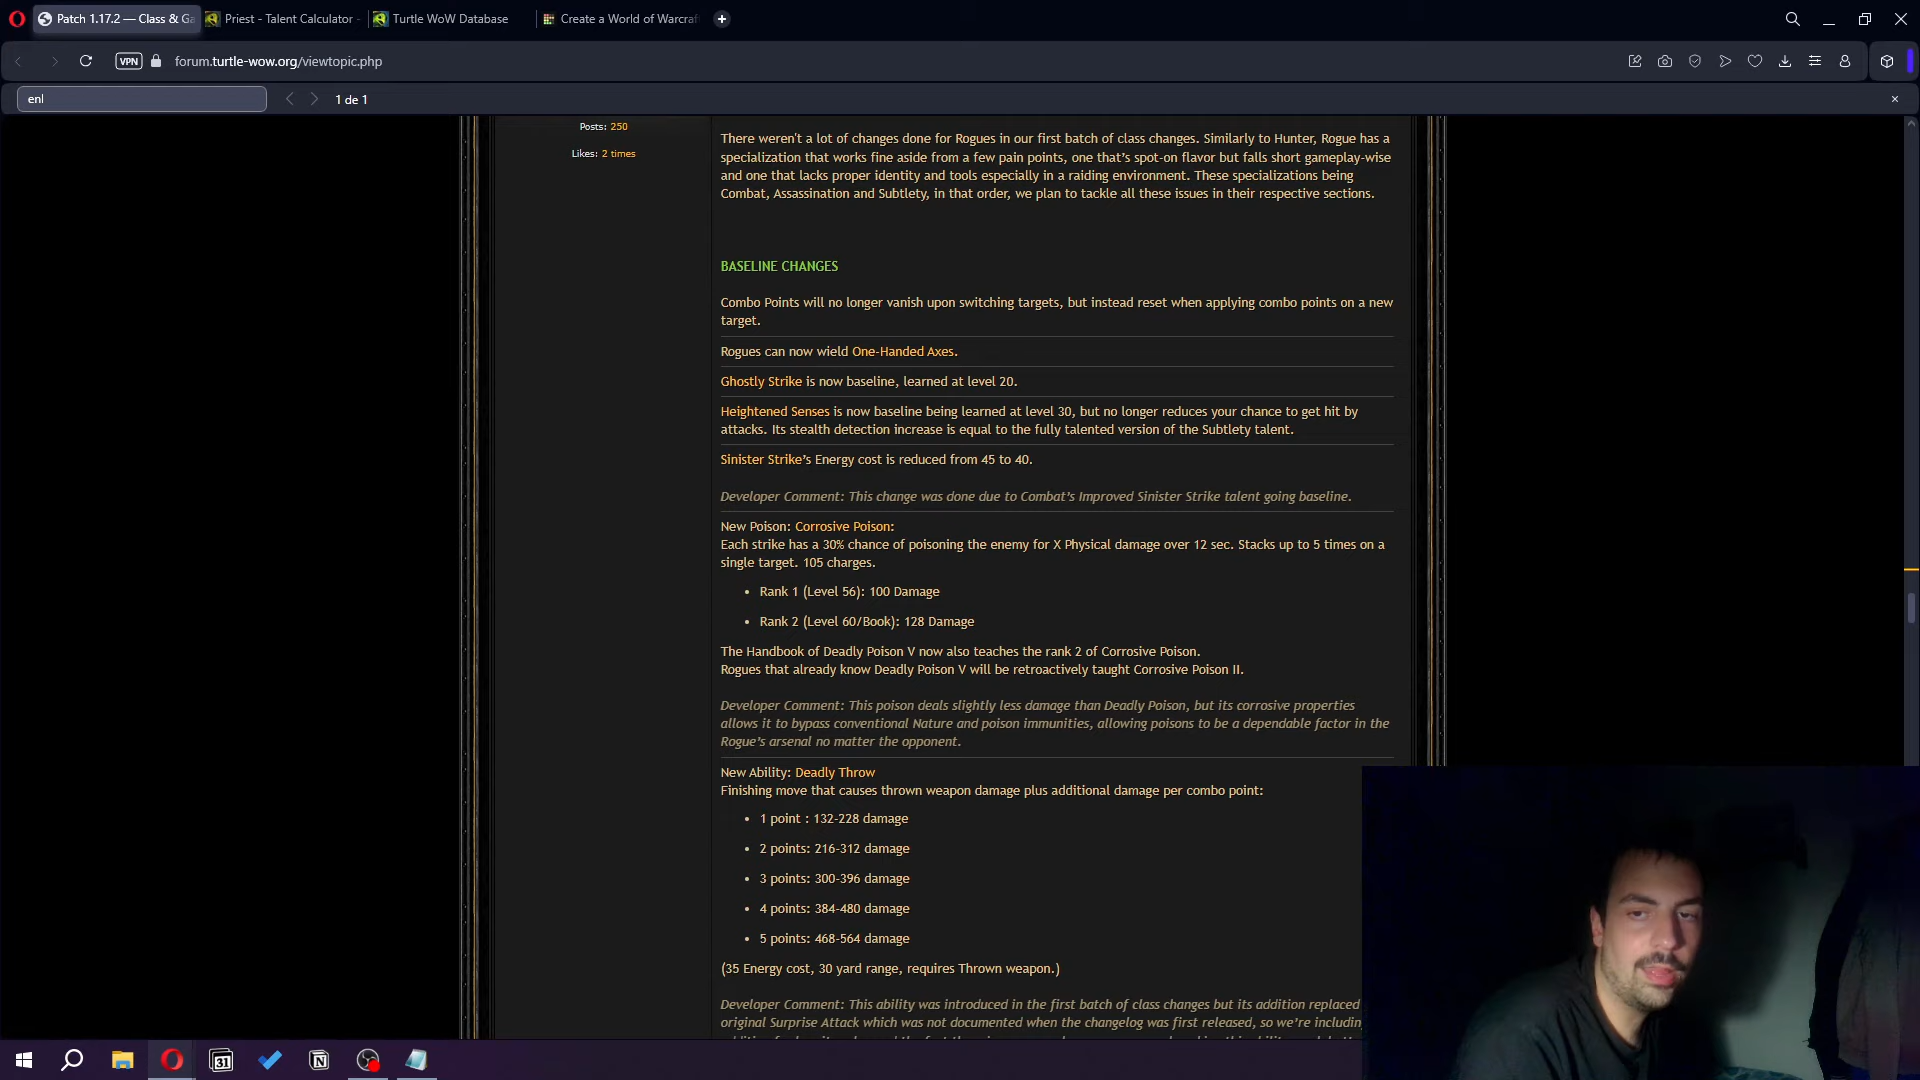 Patch 1.17.2 — Class & Ga
Priest - Talent Calculator -
Turtle WoW Database
Create a World of Warcraf
VPN
forum.turtle-wow.org/viewtopic.php
enl
1 de 1
Posts: 250
Likes: 2 times
There weren't a lot of changes done for Rogues in our first batch of class changes. Similarly to Hunter, Rogue has a
specialization that works fine aside from a few pain points, one that's spot-on flavor but falls short gameplay-wise
and one that lacks proper identity and tools especially in a raiding environment. These specializations being
Combat, Assassination and Subtlety, in that order, we plan to tackle all these issues in their respective sections.
BASELINE CHANGES
Combo Points will no longer vanish upon switching targets, but instead reset when applying combo points on a new
target.
Rogues can now wield One-Handed Axes.
Ghostly Strike is now baseline, learned at level 20.
Heightened Senses is now baseline being learned at level 30, but no longer reduces your chance to get hit by
attacks. Its stealth detection increase is equal to the fully talented version of the Subtlety talent.
Sinister Strike's Energy cost is reduced from 45 to 40.
Developer Comment: This change was done due to Combat's Improved Sinister Strike talent going baseline.
New Poison: Corrosive Poison:
Each strike has a 30% chance of poisoning the enemy for X Physical damage over 12 sec. Stacks up to 5 times on a
single target. 105 charges.
• Rank 1 (Level 56): 100 Damage
• Rank 2 (Level 60/Book): 128 Damage
The Handbook of Deadly Poison V now also teaches the rank 2 of Corrosive Poison.
Rogues that already know Deadly Poison V will be retroactively taught Corrosive Poison II.
Developer Comment: This poison deals slightly less damage than Deadly Poison, but its corrosive properties
allows it to bypass conventional Nature and poison immunities, allowing poisons to be a dependable factor in the
Rogue's arsenal no matter the opponent.
New Ability: Deadly Throw
Finishing move that causes thrown weapon damage plus additional damage per combo point:
• 1 point : 132-228 damage
• 2 points: 216-312 damage
• 3 points: 300-396 damage
• 4 points: 384-480 damage
• 5 points: 468-564 damage
(35 Energy cost, 30 yard range, requires Thrown weapon.)
Developer Comment: This ability was introduced in the first batch of class changes but its addition replaced
original Surprise Attack which was not documented when the changelog was first released, so we're including
31